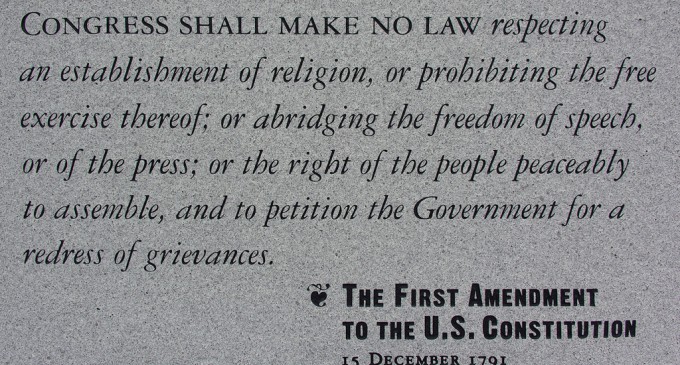 CONGRESS SHALL MAKE NO LAW respecting
an establishment of religion, or prohibiting the free
exercise thereof; or abridging the freedom of speech,
or of the press; or the right of the people peaceably
to assemble, and to petition the Government for a
redress of grievances.
THE FIRST AMENDMENT
TO THE U.S. CONSTITUTION
15 DECEMBER 1791